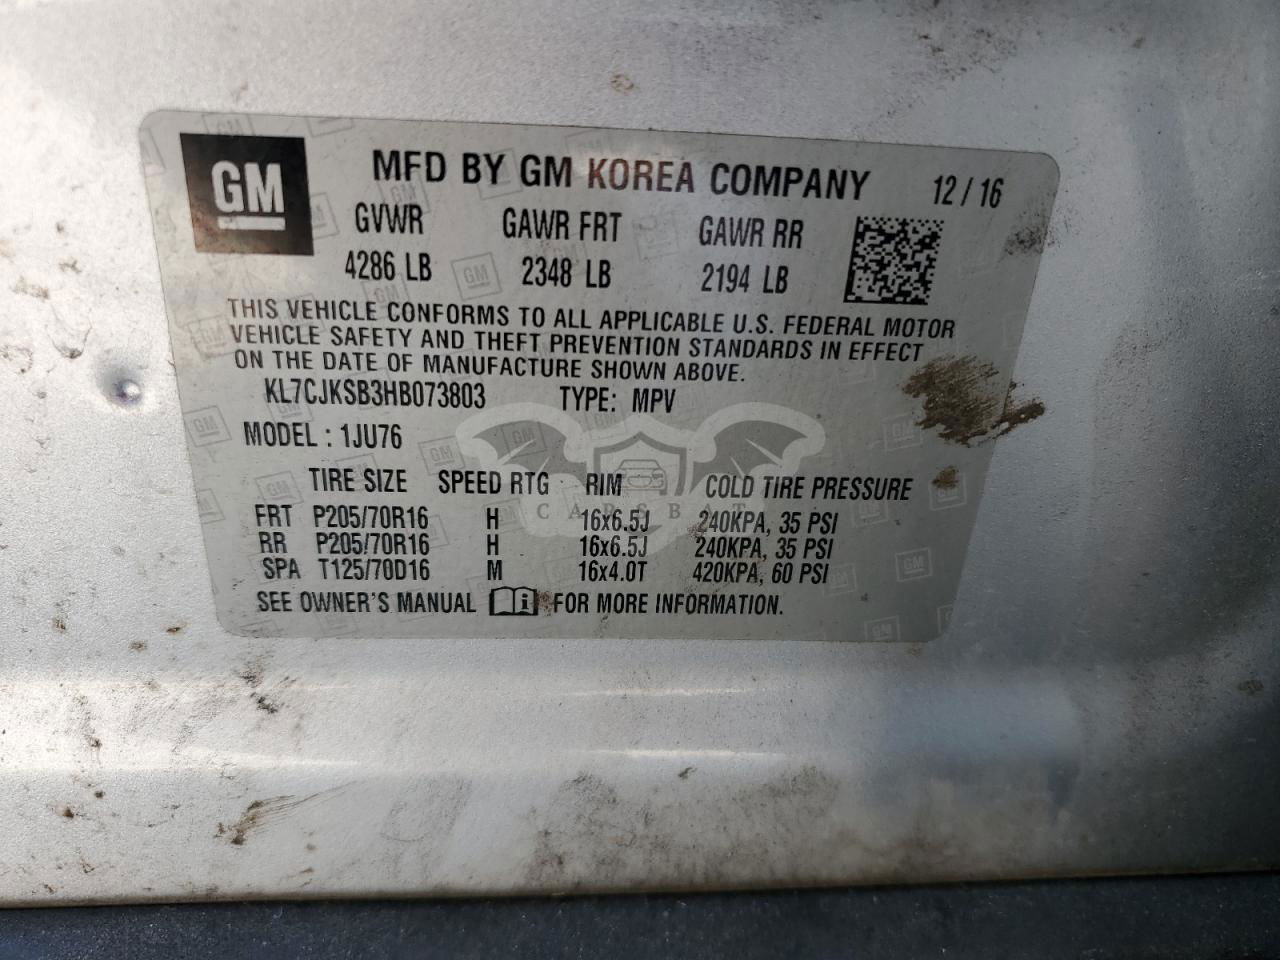 GM
MFD BY GM KOREA COMPANY 12 / 16
GVWR GAWR FRT GAWR RR
4286 LB 2348 LB 2194 LB
THIS VEHICLE CONFORMS TO ALL APPLICABLE U.S. FEDERAL MOTOR
VEHICLE SAFETY AND THEFT PREVENTION STANDARDS IN EFFECT
ON THE DATE OF MANUFACTURE SHOWN ABOVE.
KL7CJKSB3HB073803 TYPE: MPV
MODEL : 1JU76
TIRE SIZE SPEED RTG RIM COLD TIRE PRESSURE
FRT P205/70R16 H 16x6.5J 240KPA, 35 PSI
RR P205/70R16 H 16x6.5J 240KPA, 35 PSI
SPA T125/70D16 M 16x4.0T 420KPA, 60 PSI
SEE OWNER'S MANUAL i FOR MORE INFORMATION.
CARSBAT